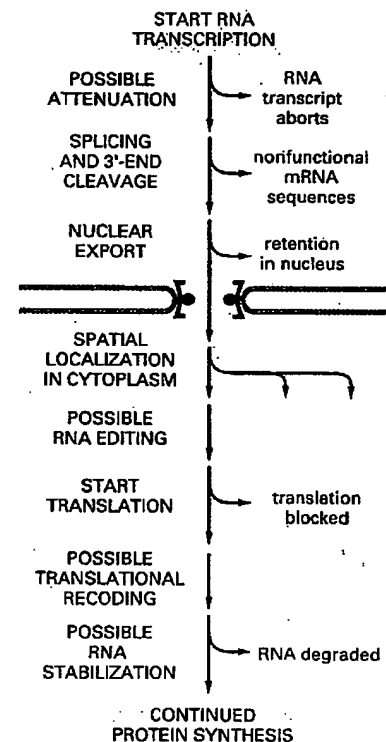 START RNA
TRANSCRIPTION
POSSIBLE
ATTENUATION
RNA
transcript
aborts
SPLICING
AND 3'-END
CLEAVAGE
nonfunctional
mRNA
sequences
NUCLEAR
EXPORT
retention
in nucleus
SPATIAL
LOCALIZATION
IN CYTOPLASM
POSSIBLE
RNA EDITING
START
TRANSLATION
translation
blocked
POSSIBLE
TRANSLATIONAL
RECODING
POSSIBLE
RNA
STABILIZATION
RNA degraded
CONTINUED
PROTEIN SYNTHESIS